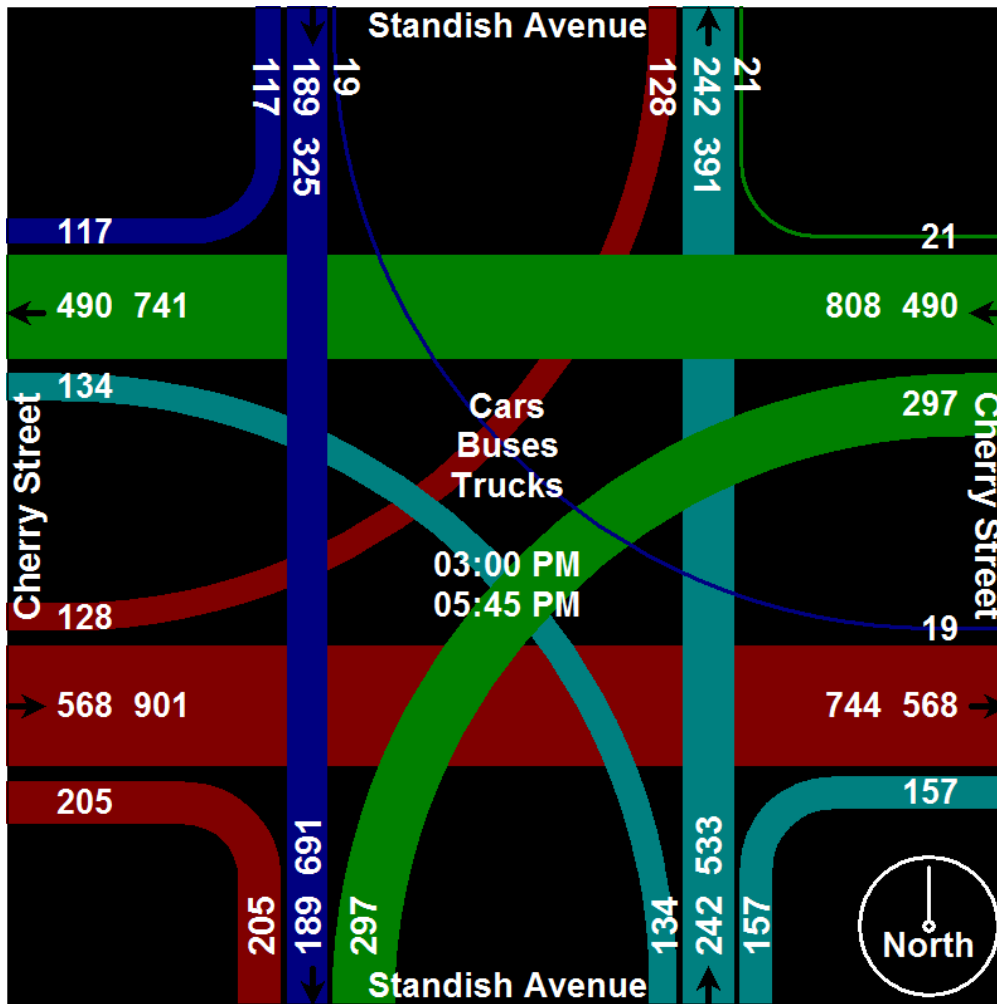 Standish Avenue
117
189 325
19
128
242 391
21
117
21
490 741
808 490
134
297
Cherry Street
Cars
Buses
Trucks
Cherry Street
03:00 PM
05:45 PM
128
19
568 901
744 568
205
157
205
189 691
297
134
242 533
157
North
Standish Avenue